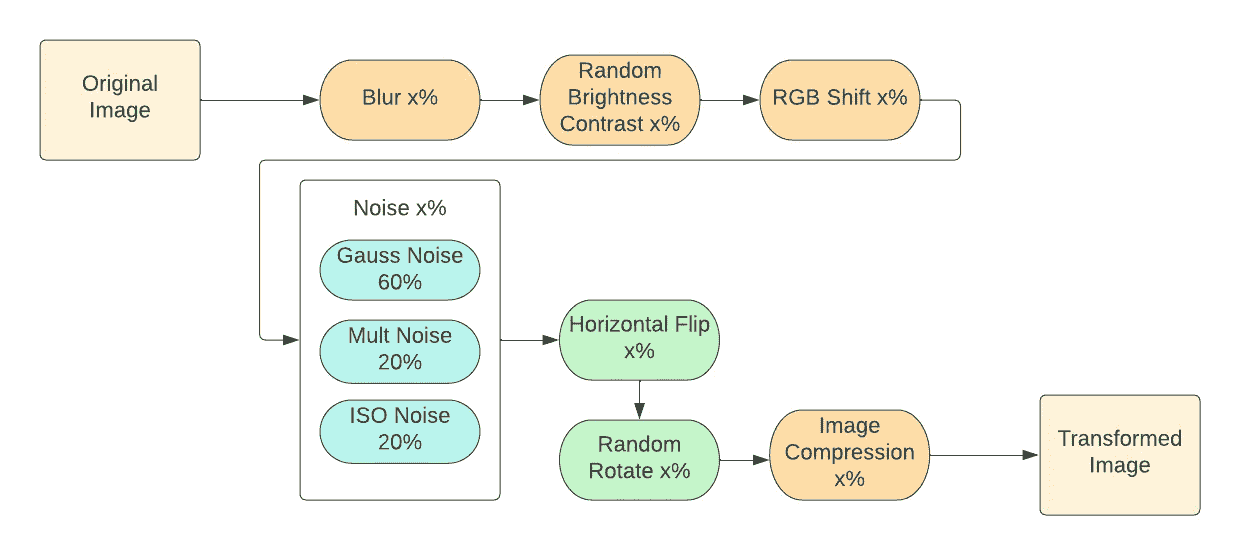 Original
Image
Blur x%
Random
Brightness
Contrast x%
RGB Shift x%
Noise x%
Gauss Noise
60%
Mult Noise
20%
ISO Noise
20%
Horizontal Flip
x%
Random
Rotate x%
Image
Compression
x%
Transformed
Image